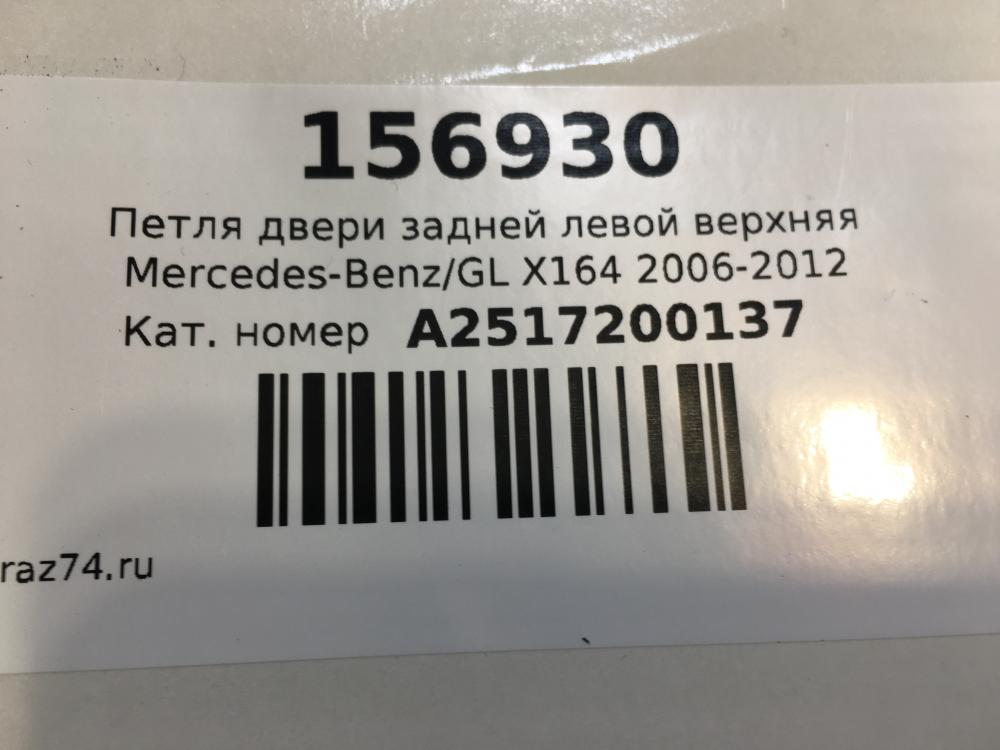 156930
Петля двери задней левой верхняя
Mercedes-Benz/GL X164 2006-2012
Кат. номер A2517200137
raz74.ru